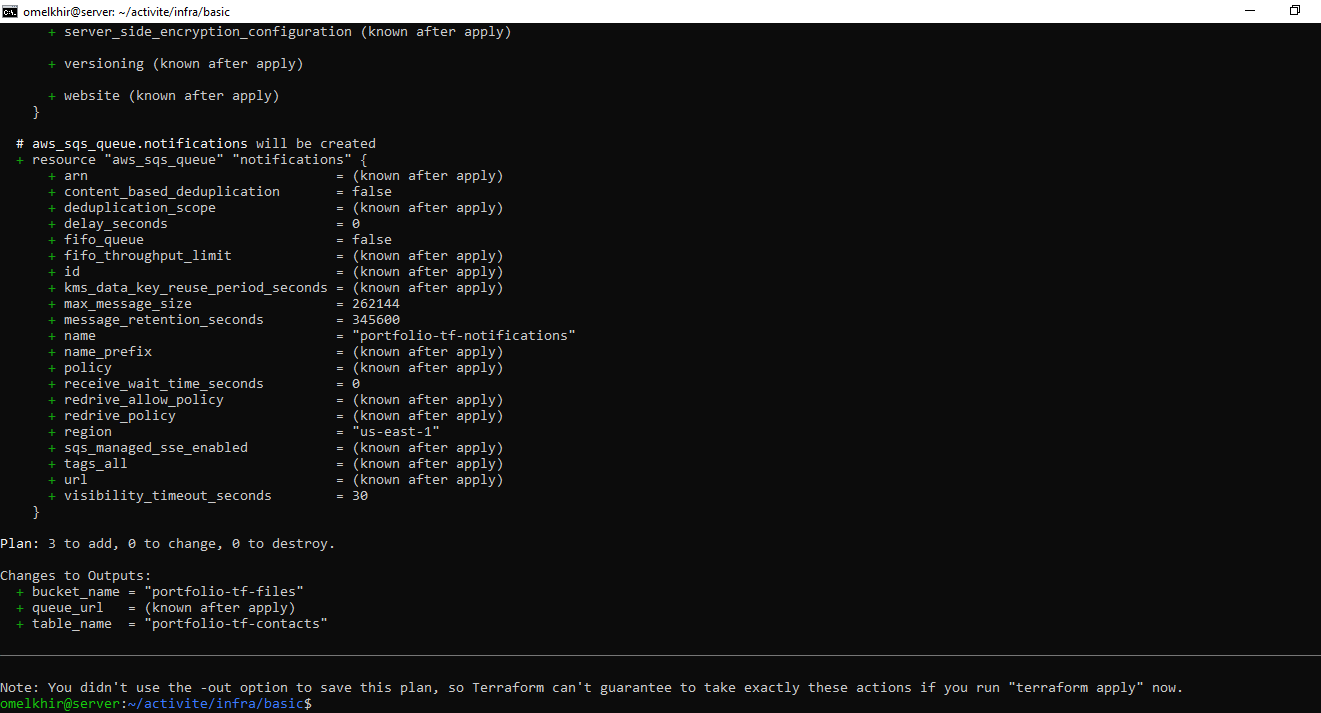 omelkhir@server: ~/activite/infra/basic
+ server_side_encryption_configuration (known after apply)
+ versioning (known after apply)
+ website (known after apply)
}
# aws_sqs_queue.notifications will be created
+ resource "aws_sqs_queue" "notifications" {
+ arn = (known after apply)
+ content_based_deduplication = false
+ deduplication_scope = (known after apply)
+ delay_seconds = 0
+ fifo_queue = false
+ fifo_throughput_limit = (known after apply)
+ id = (known after apply)
+ kms_data_key_reuse_period_seconds = (known after apply)
+ max_message_size = 262144
+ message_retention_seconds = 345600
+ name = "portfolio-tf-notifications"
+ name_prefix = (known after apply)
+ policy = (known after apply)
+ receive_wait_time_seconds = 0
+ redrive_allow_policy = (known after apply)
+ redrive_policy = (known after apply)
+ region = "us-east-1"
+ sqs_managed_sse_enabled = (known after apply)
+ tags_all = (known after apply)
+ url = (known after apply)
+ visibility_timeout_seconds = 30
}
Plan: 3 to add, 0 to change, 0 to destroy.
Changes to Outputs:
+ bucket_name = "portfolio-tf-files"
+ queue_url = (known after apply)
+ table_name = "portfolio-tf-contacts"
Note: You didn't use the -out option to save this plan, so Terraform can't guarantee to take exactly these actions if you run "terraform apply" now.
omelkhir@server:~/activite/infra/basic$